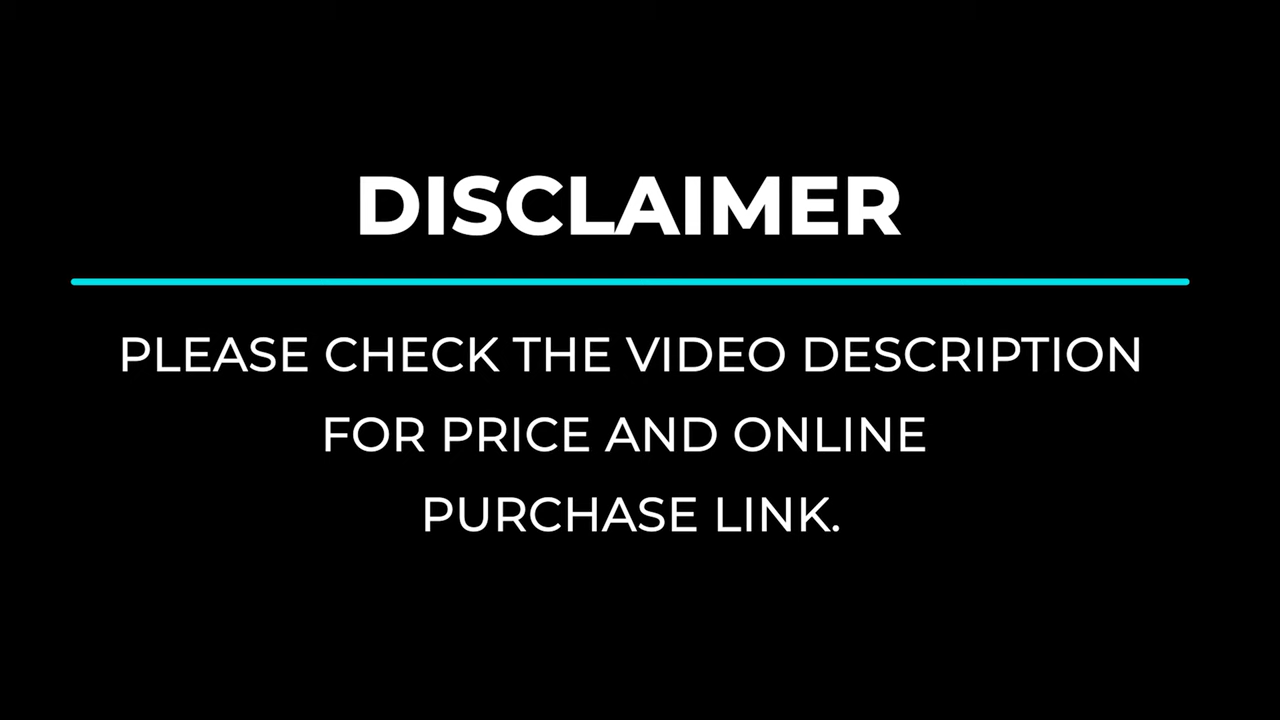 DISCLAIMER
PLEASE CHECK THE VIDEO DESCRIPTION
FOR PRICE AND ONLINE
PURCHASE LINK.